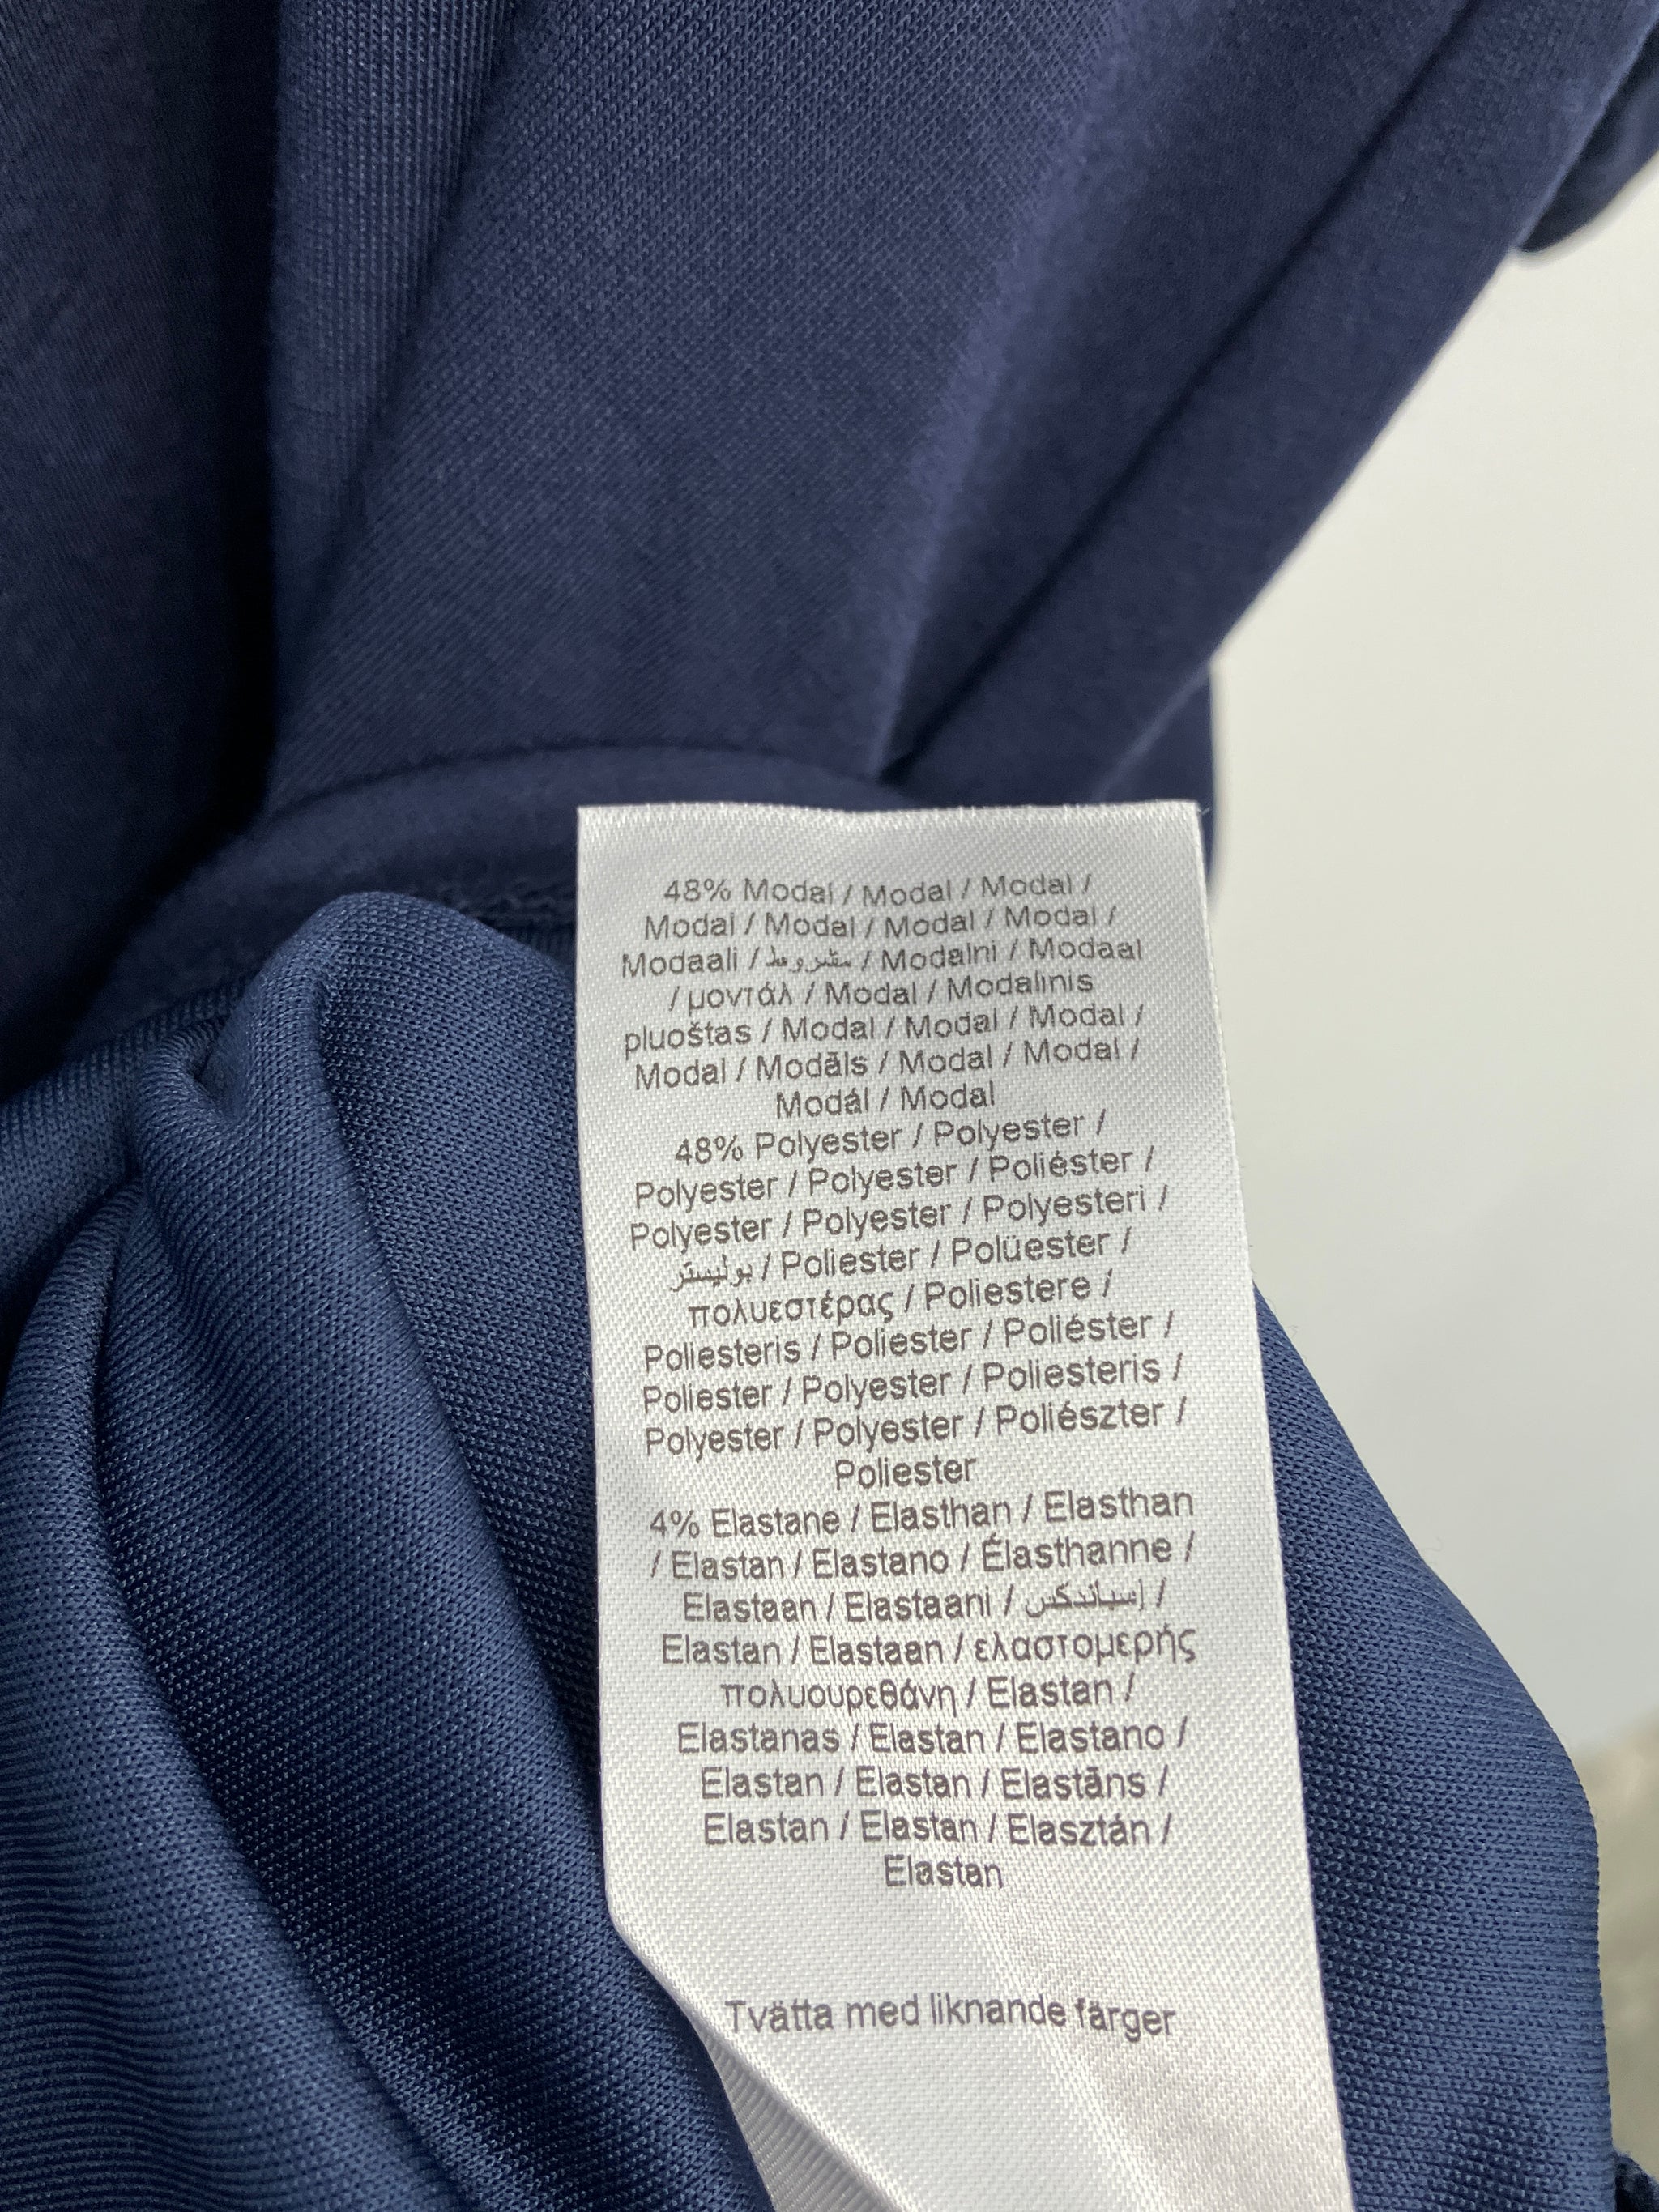 48% Modal / Modal / Modal /
Modal / Modal / Modal / Modal /
Modaali / مشروط / Modalni / Modaal
/ μοντάλ / Modal / Modalinis
pluoštas / Modal / Modal / Modal /
Modal / Modāls / Modal / Modal /
Modál / Modal
48% Polyester / Polyester /
Polyester / Polyester / Poliéster /
Polyester / Polyester / Polyesteri /
بوليستر / Poliester / Polüester /
πολυεστέρας / Poliestere /
Poliesteris / Poliester / Poliéster /
Poliester / Polyester / Poliesteris /
Polyester / Polyester / Poliészter /
Poliester
4% Elastane / Elasthan / Elasthan
/ Elastan / Elastano / Élasthanne /
Elastaan / Elastaani / إسباندكس /
Elastan / Elastaan / ελαστομερής
πολυουρεθάνη / Elastan /
Elastanas / Elastan / Elastano /
Elastan / Elastan / Elastāns /
Elastan / Elastan / Elasztán /
Elastan
Tvätta med liknande färger